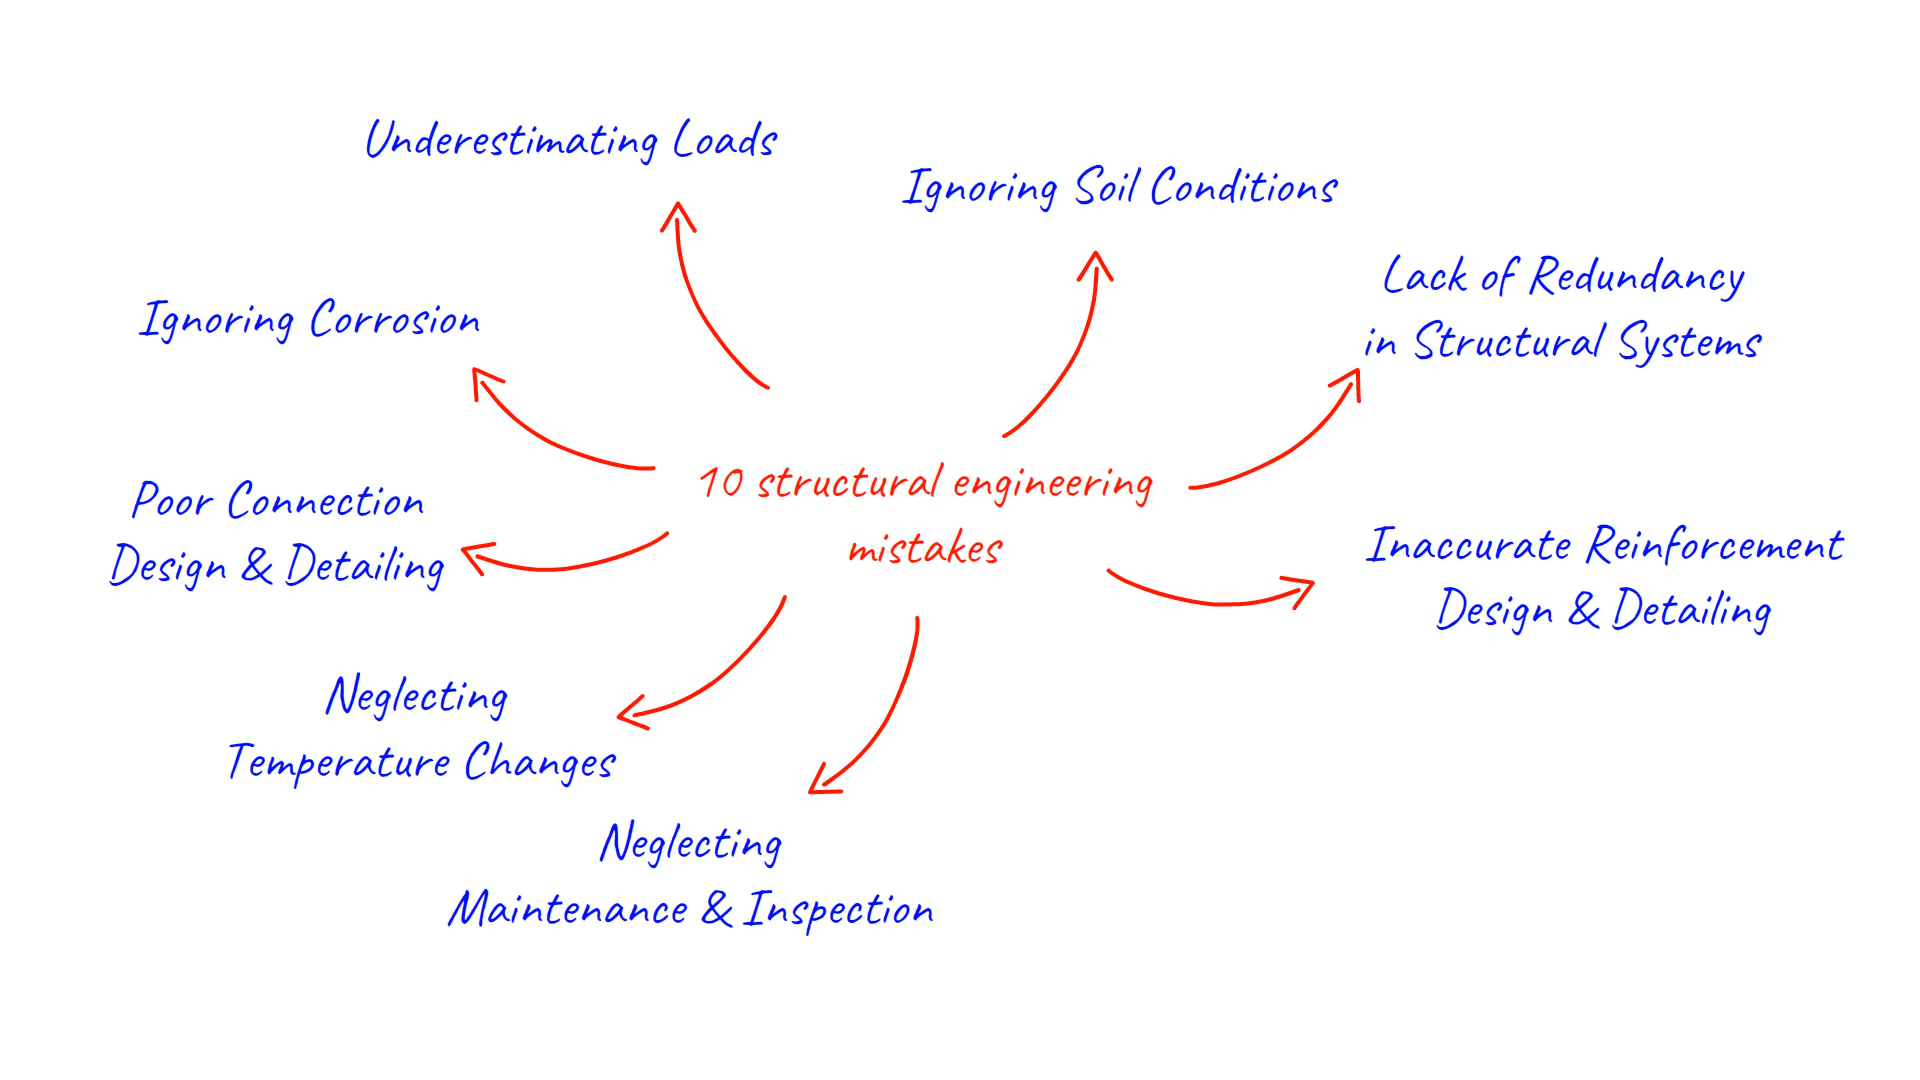 Underestimating Loads
Ignoring Soil Conditions
Lack of Redundancy
in Structural Systems
Ignoring Corrosion
10 structural engineering
mistakes
Poor Connection
Design & Detailing
Inaccurate Reinforcement
Design & Detailing
Neglecting
Temperature Changes
Neglecting
Maintenance & Inspection